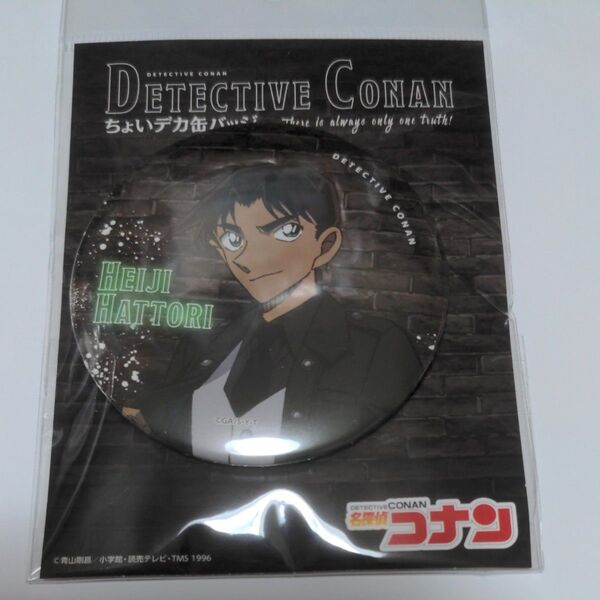 DETECTIVE CONAN
DETECTIVE CONAN
ちょいデカ缶バッジ
There is always only one truth!
DETECTIVE CONAN
HEIJI
HATTORI
©GA/S・Y・T
DETECTIVE CONAN
名探偵
コナン
©青山剛昌／小学館・読売テレビ・TMS 1996